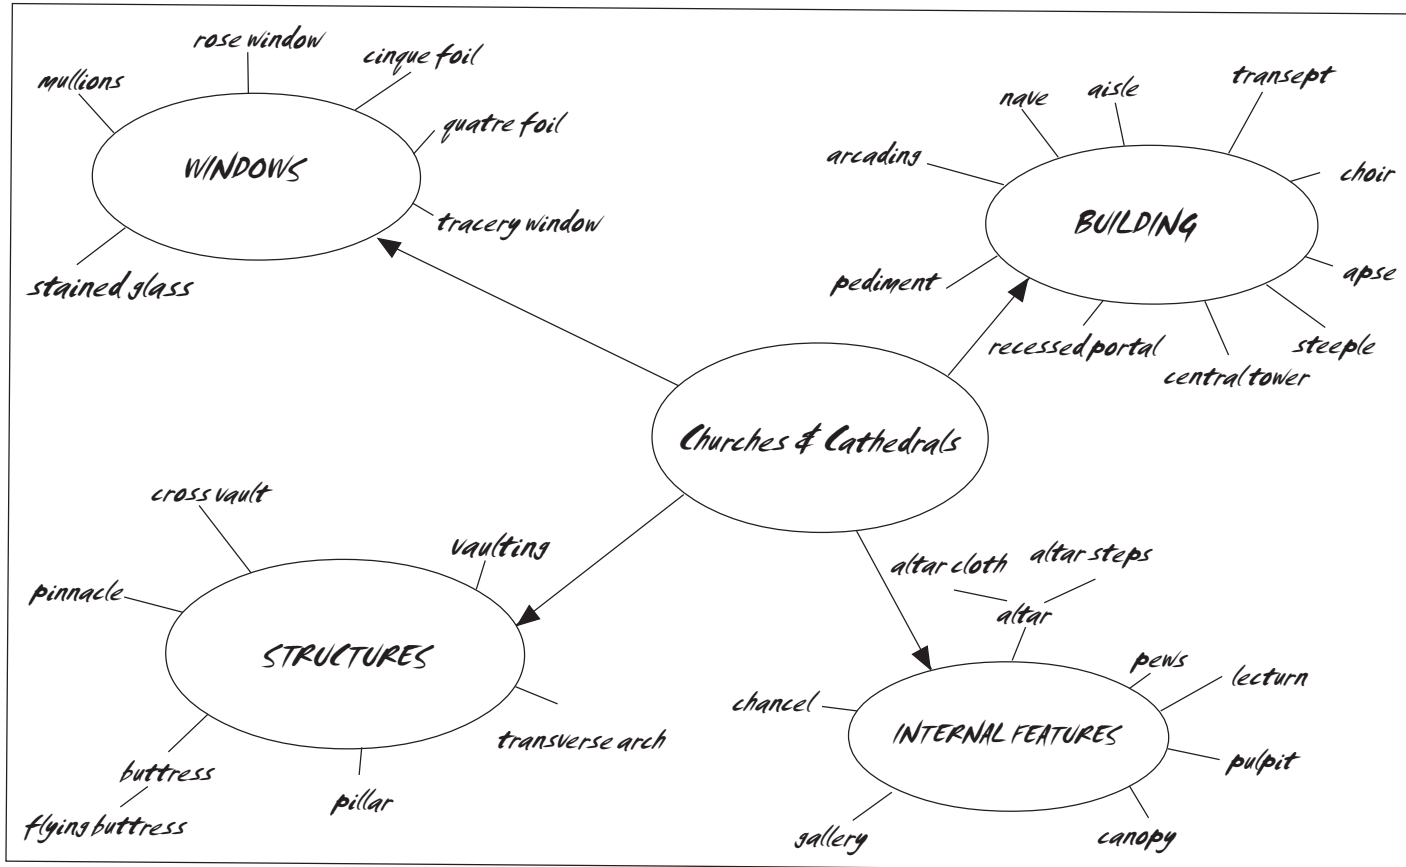 rose window
cinque foil
mullions
quatre foil
WINDOWS
tracery window
stained glass
transept
aisle
nave
arcading
choir
BUILDING
pediment
apse
recessed portal
steeple
central tower
Churches & Cathedrals
cross vault
vaulting
pinnacle
STRUCTURES
transverse arch
buttress
pillar
flying buttress
altar cloth
altar steps
altar
pews
lecturn
chancel
INTERNAL FEATURES
pulpit
gallery
canopy